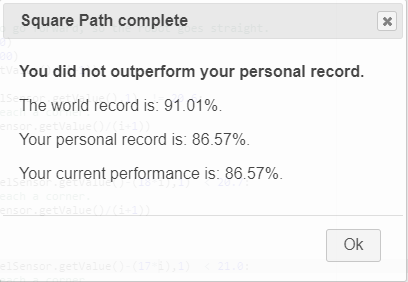 Square Path complete
You did not outperform your personal record.
The world record is: 91.01%.
Your personal record is: 86.57%.
Your current performance is: 86.57%.
Ok